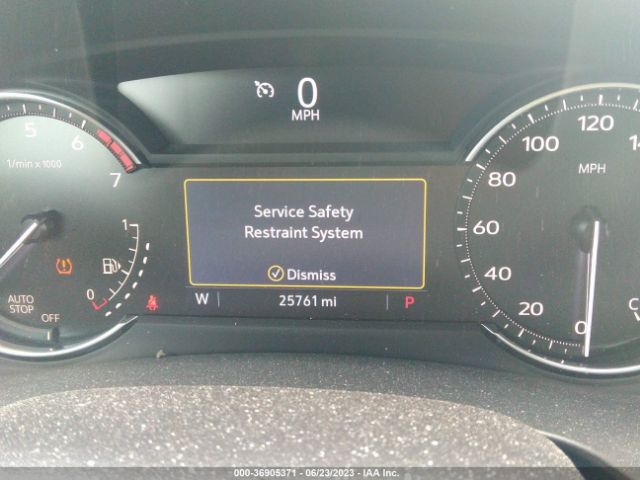 0
MPH
5
6
7
1/min x 1000
1
0
AUTO
STOP
OFF
Service Safety
Restraint System
Dismiss
W
25761 mi
P
120
100
80
60
40
20
0
MPH
000-36905371 - 06/23/2023 - IAA Inc.